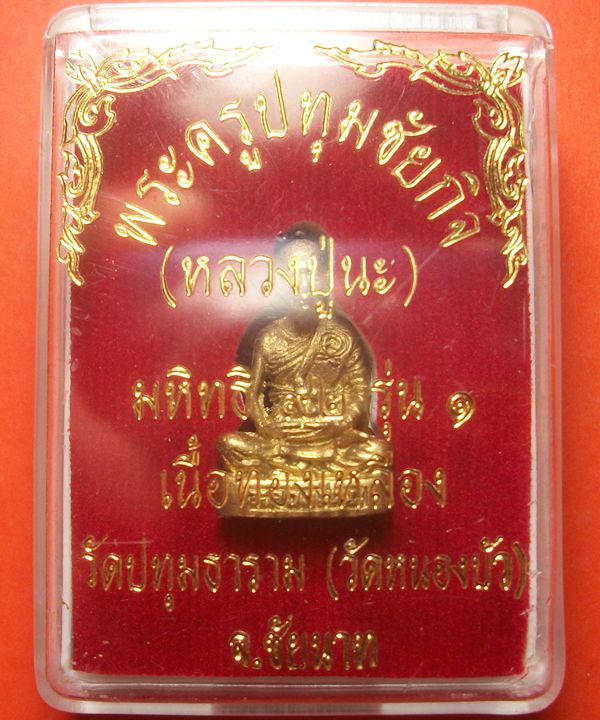 พระครูปทุมชัยกิจ
(หลวงปู่นะ)
มหิทธิ ๕๒ รุ่น ๑
เนื้อทองเหลือง
วัดปทุมธาราม (วัดหนองบัว)
จ.ชัยนาท